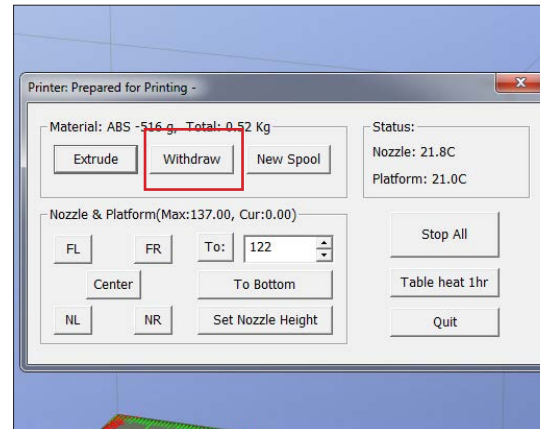 Printer: Prepared for Printing -
Material: ABS -516 g, Total: 0.52 Kg
Extrude
Withdraw
New Spool
Status:
Nozzle: 21.8C
Platform: 21.0C
Nozzle & Platform(Max:137.00, Cur:0.00)
FL
FR
To:
122
Center
To Bottom
NL
NR
Set Nozzle Height
Stop All
Table heat 1hr
Quit